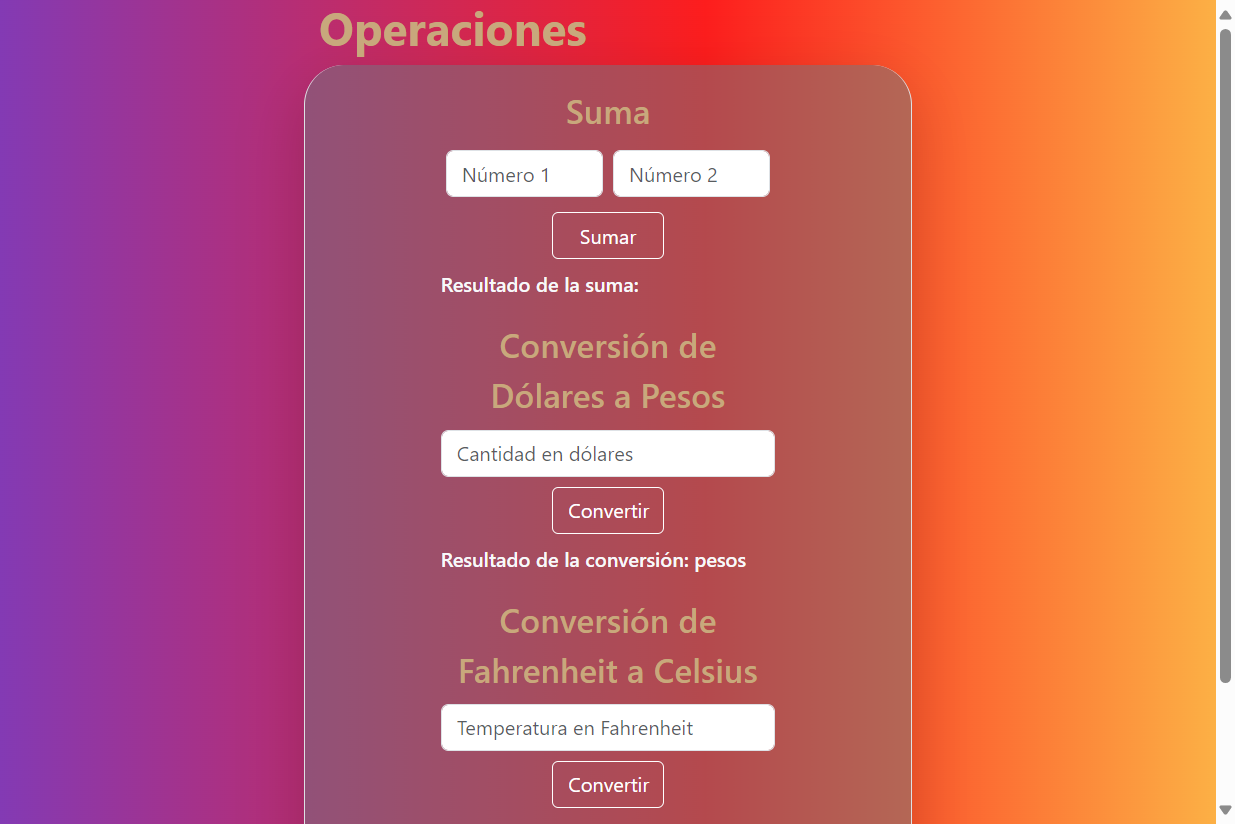 Operaciones
Suma
Número 1 Número 2
Sumar
Resultado de la suma:
Conversión de
Dólares a Pesos
Cantidad en dólares
Convertir
Resultado de la conversión: pesos
Conversión de
Fahrenheit a Celsius
Temperatura en Fahrenheit
Convertir